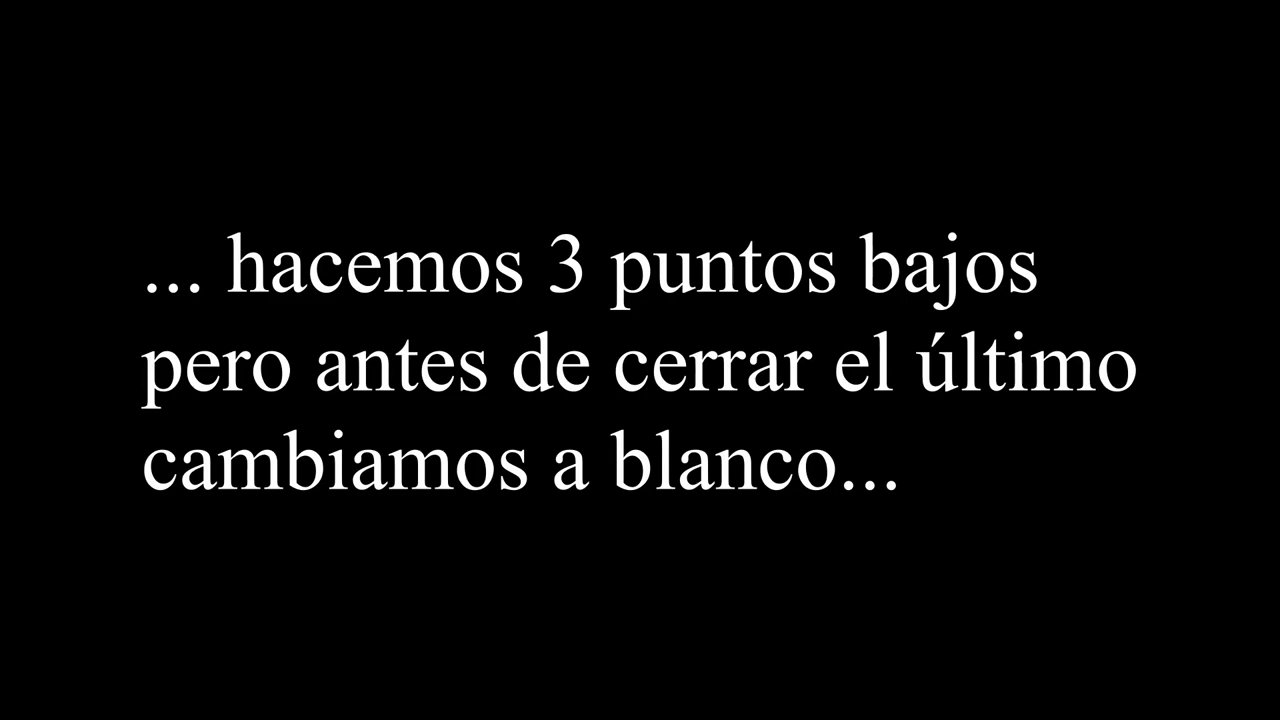 ... hacemos 3 puntos bajos
pero antes de cerrar el último
cambiamos a blanco...